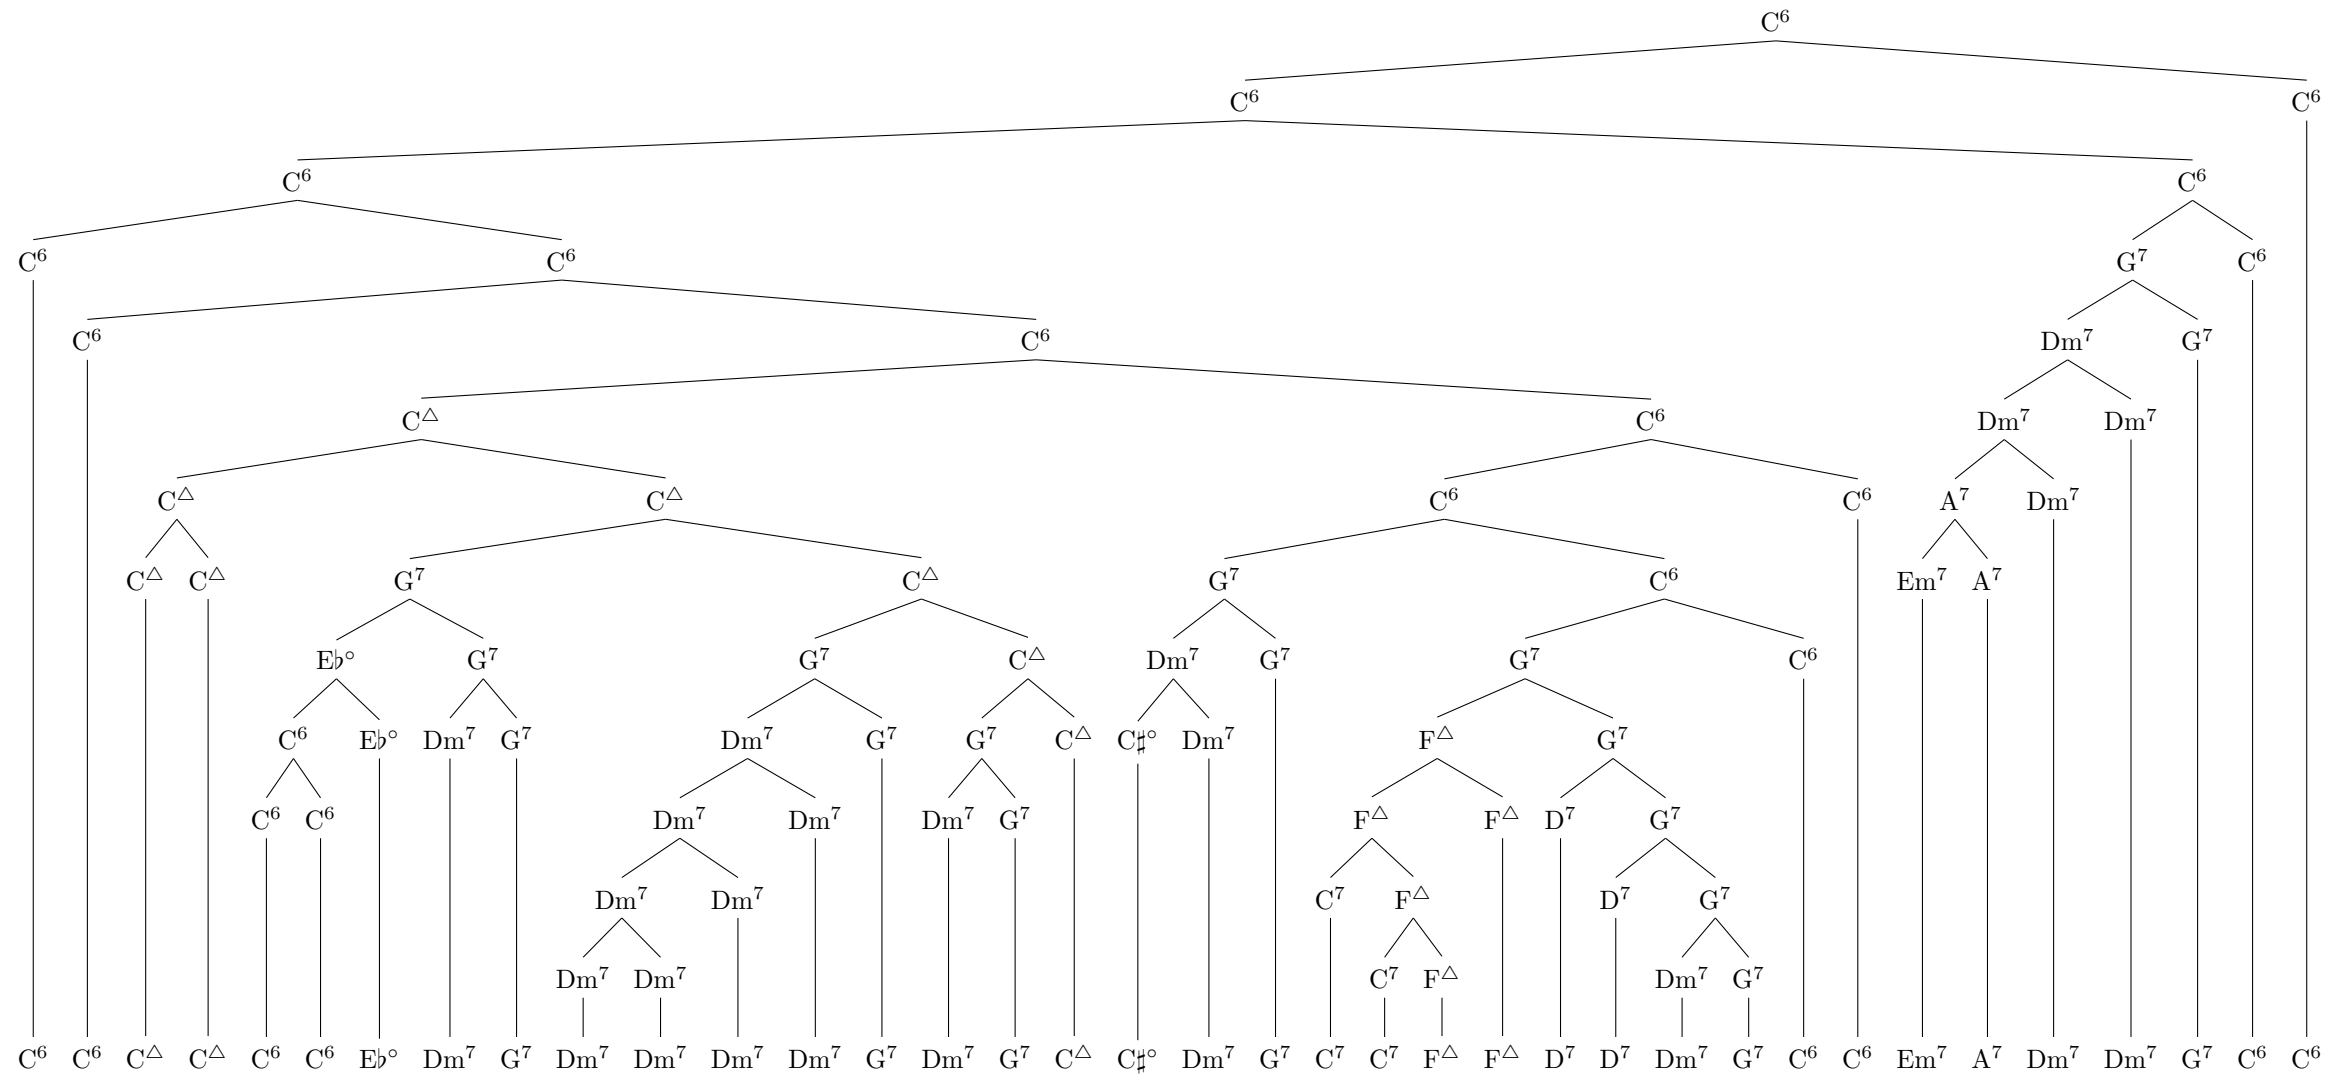 C⁶
C⁶ C⁶
C⁶ C⁶
C⁶ C⁶ G⁷ C⁶
C⁶ C⁶ Dm⁷ G⁷
C△ C⁶ Dm⁷ Dm⁷
C△ C△ C⁶ C⁶ A⁷ Dm⁷
C△ C△ G⁷ C△ G⁷ C⁶ Em⁷ A⁷
E♭° G⁷ G⁷ C△ Dm⁷ G⁷ G⁷ C⁶
C⁶ E♭° Dm⁷ G⁷ Dm⁷ G⁷ G⁷ C△ C♯° Dm⁷ F△ G⁷
C⁶ C⁶ Dm⁷ Dm⁷ Dm⁷ G⁷ F△ F△ D⁷ G⁷
Dm⁷ Dm⁷ C⁷ F△ D⁷ G⁷
Dm⁷ Dm⁷ C⁷ F△ Dm⁷ G⁷
C⁶ C⁶ C△ C△ C⁶ C⁶ E♭° Dm⁷ G⁷ Dm⁷ Dm⁷ Dm⁷ Dm⁷ G⁷ Dm⁷ G⁷ C△ C♯° Dm⁷ G⁷ C⁷ C⁷ F△ F△ D⁷ D⁷ Dm⁷ G⁷ C⁶ C⁶ Em⁷ A⁷ Dm⁷ Dm⁷ G⁷ C⁶ C⁶